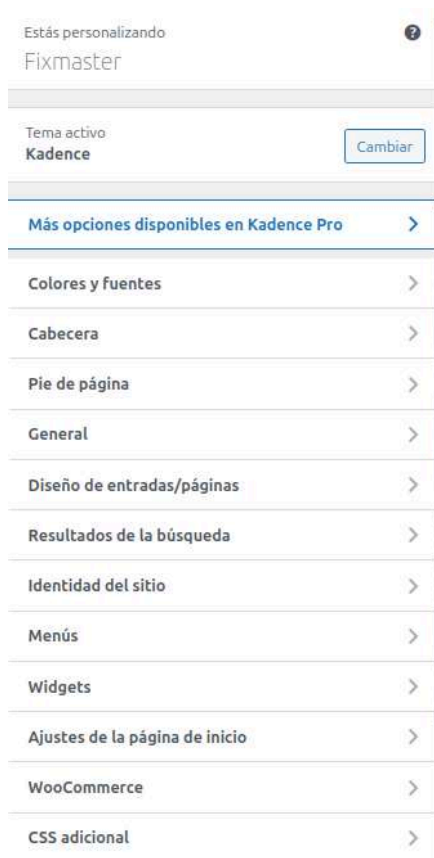 Estás personalizando
Fixmaster
Tema activo
Kadence
Cambiar
Más opciones disponibles en Kadence Pro
Colores y fuentes
Cabecera
Pie de página
General
Diseño de entradas/páginas
Resultados de la búsqueda
Identidad del sitio
Menús
Widgets
Ajustes de la página de inicio
WooCommerce
CSS adicional